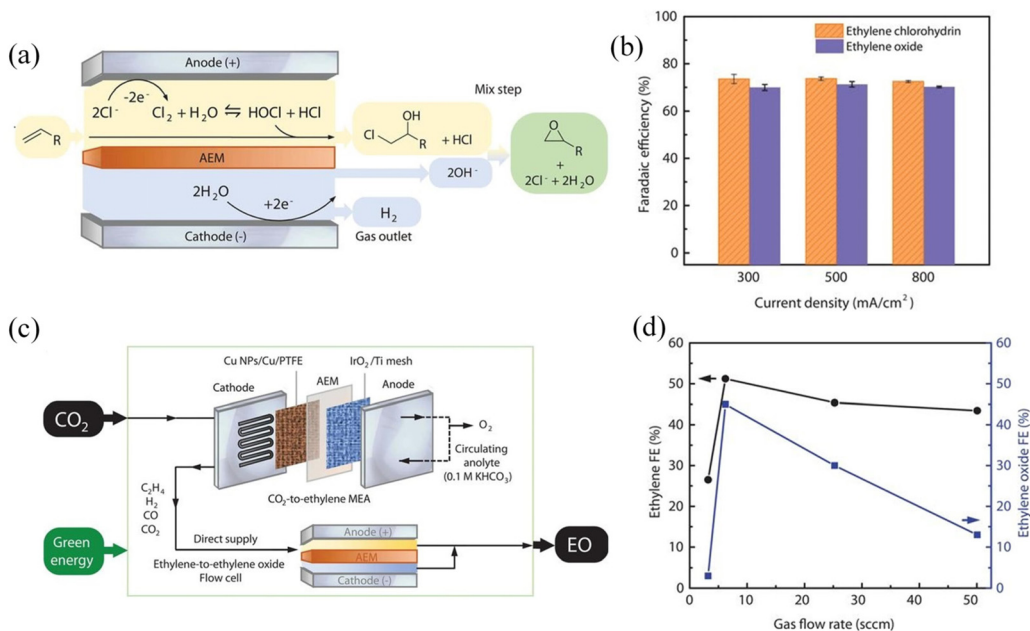 (a)
Anode (+)
2Cl⁻
-2e⁻
Cl₂ + H₂O ⇌ HOCl + HCl
R
AEM
2H₂O
+2e⁻
Cathode (-)
H₂
Gas outlet
Mix step
OH
Cl
R
+ HCl
2OH⁻
O
R
+
2Cl⁻ + 2H₂O
(b)
Ethylene chlorohydrin
Ethylene oxide
Faradaic efficiency (%)
100
80
60
40
20
0
300
500
800
Current density (mA/cm²)
(c)
Cu NPs/Cu/PTFE
IrO₂/Ti mesh
Cathode
AEM
Anode
CO₂
O₂
Circulating
anolyte
(0.1 M KHCO₃)
CO₂-to-ethylene MEA
C₂H₄
H₂
CO
CO₂
Green
energy
Direct supply
Ethylene-to-ethylene oxide
Flow cell
Anode (+)
AEM
Cathode (-)
EO
(d)
Ethylene FE (%)
60
50
40
30
20
10
0
0
10
20
30
40
50
Gas flow rate (sccm)
60
50
40
30
20
10
0
Ethylene oxide FE (%)